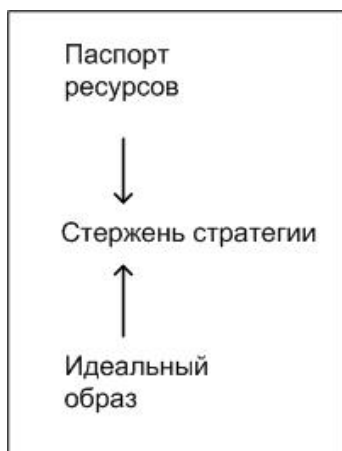 Паспорт
ресурсов
Стержень стратегии
Идеальный
образ